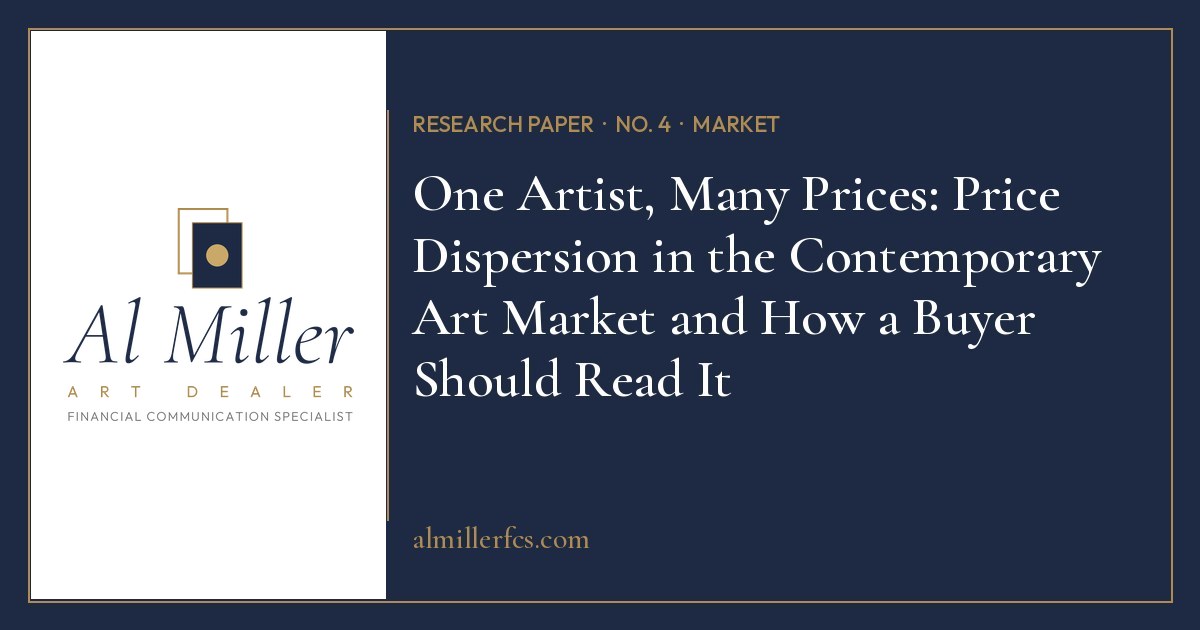 Al Miller
ART DEALER
FINANCIAL COMMUNICATION SPECIALIST
RESEARCH PAPER · NO. 4 · MARKET
One Artist, Many Prices: Price
Dispersion in the Contemporary
Art Market and How a Buyer
Should Read It
almillerfcs.com